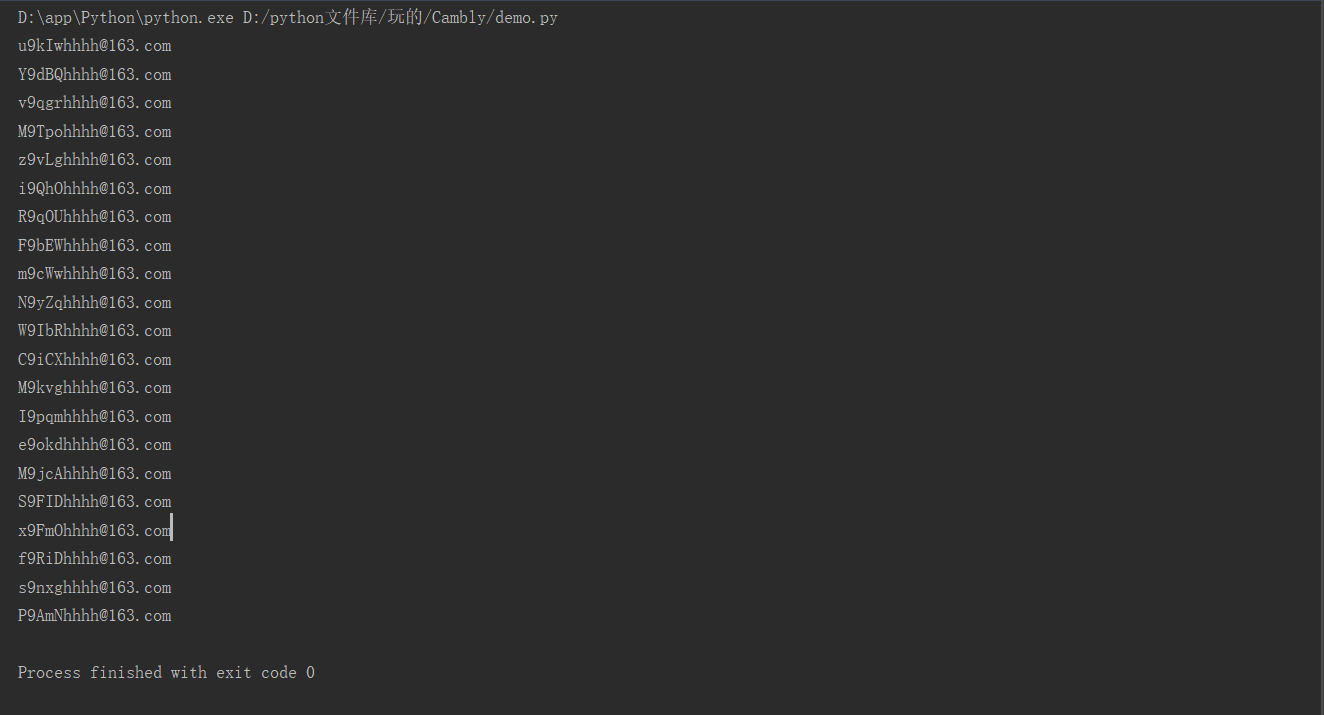 D:\app\Python\python.exe D:/python文件库/玩的/Cambly/demo.py
u9kIwhhhh@163.com
Y9dBQhhhh@163.com
v9qgrhhhh@163.com
M9Tpohhhh@163.com
z9vLghhhh@163.com
i9QhOhhhh@163.com
R9qOUhhhh@163.com
F9bEWhhhh@163.com
m9cWwhhhh@163.com
N9yZqhhhh@163.com
W9IbRhhhh@163.com
C9iCXhhhh@163.com
M9kvghhhh@163.com
I9pqmhhhh@163.com
e9okdhhhh@163.com
M9jcAhhhh@163.com
S9FIDhhhh@163.com
x9FmOhhhh@163.com
f9RiDhhhh@163.com
s9nxghhhh@163.com
P9AmNhhhh@163.com
Process finished with exit code 0